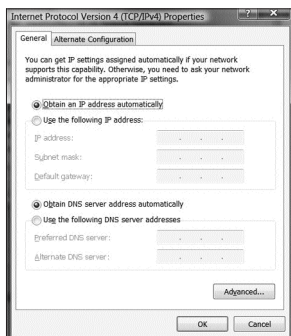 Internet Protocol Version 4 (TCP/IPv4) Properties
General
Alternate Configuration
You can get IP settings assigned automatically if your network
supports this capability. Otherwise, you need to ask your network
administrator for the appropriate IP settings.
Obtain an IP address automatically
Use the following IP address:
IP address:
Subnet mask:
Default gateway:
Obtain DNS server address automatically
Use the following DNS server addresses
Preferred DNS server:
Alternate DNS server:
Advanced...
OK
Cancel